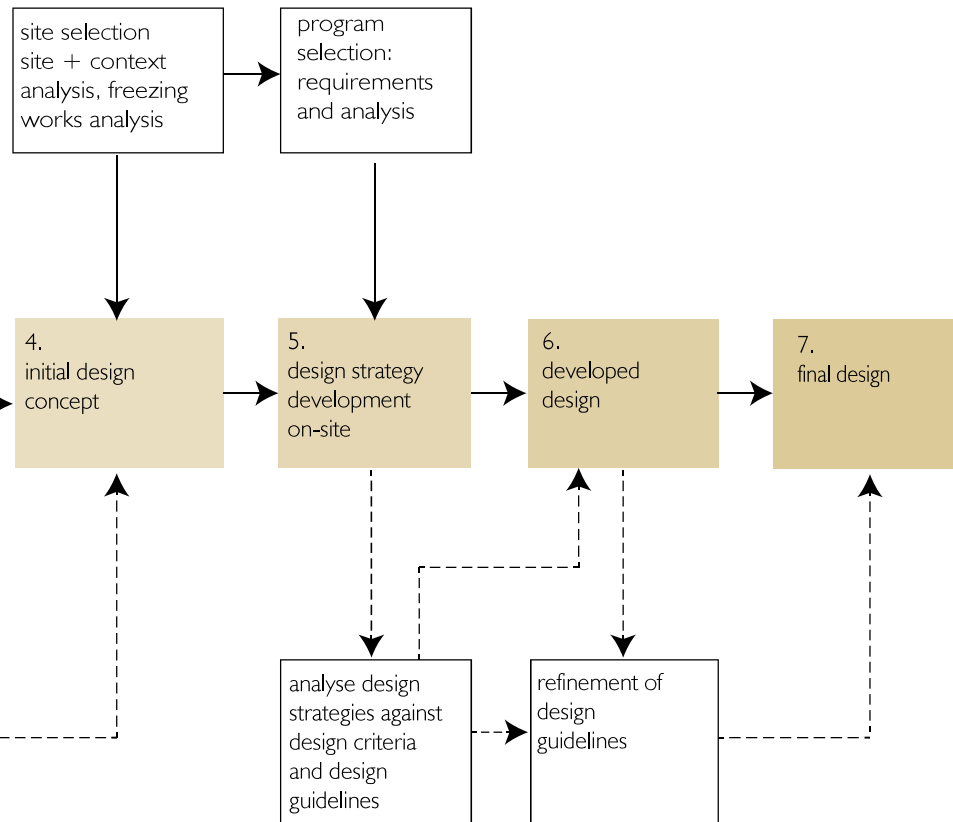 site selection
site + context
analysis, freezing
works analysis
program
selection:
requirements
and analysis
4.
initial design
concept
5.
design strategy
development
on-site
6.
developed
design
7.
final design
analyse design
strategies against
design criteria
and design
guidelines
refinement of
design
guidelines